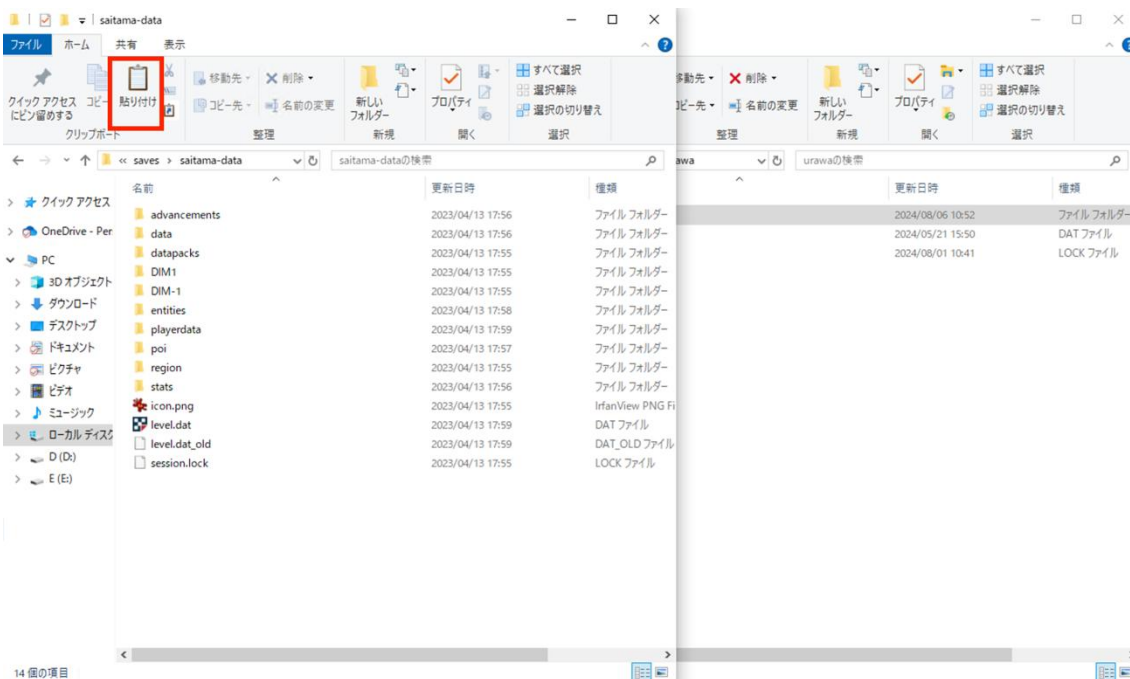 saitama-data
ファイル ホーム 共有 表示
クイック アクセスにピン留めする
コピー
貼り付け
移動先
削除
コピー先
名前の変更
新しいフォルダー
プロパティ
すべて選択
選択解除
選択の切り替え
クリップボード 整理 新規 開く 選択
« saves > saitama-data
saitama-dataの検索
クイック アクセス
OneDrive - Per
PC
3D オブジェクト
ダウンロード
デスクトップ
ドキュメント
ピクチャ
ビデオ
ミュージック
ローカル ディスク
D (D:)
E (E:)
名前 更新日時 種類
advancements 2023/04/13 17:56 ファイル フォルダー
data 2023/04/13 17:56 ファイル フォルダー
datapacks 2023/04/13 17:55 ファイル フォルダー
DIM1 2023/04/13 17:55 ファイル フォルダー
DIM-1 2023/04/13 17:55 ファイル フォルダー
entities 2023/04/13 17:58 ファイル フォルダー
playerdata 2023/04/13 17:59 ファイル フォルダー
poi 2023/04/13 17:57 ファイル フォルダー
region 2023/04/13 17:55 ファイル フォルダー
stats 2023/04/13 17:56 ファイル フォルダー
icon.png 2023/04/13 17:55 IrfanView PNG Fi
level.dat 2023/04/13 17:59 DAT ファイル
level.dat_old 2023/04/13 17:59 DAT_OLD ファイル
session.lock 2023/04/13 17:55 LOCK ファイル
14 個の項目
移動先
削除
コピー先
名前の変更
新しいフォルダー
プロパティ
すべて選択
選択解除
選択の切り替え
整理 新規 開く 選択
awa
urawaの検索
更新日時 種類
2024/08/06 10:52 ファイル フォルダー
2024/05/21 15:50 DAT ファイル
2024/08/01 10:41 LOCK ファイル